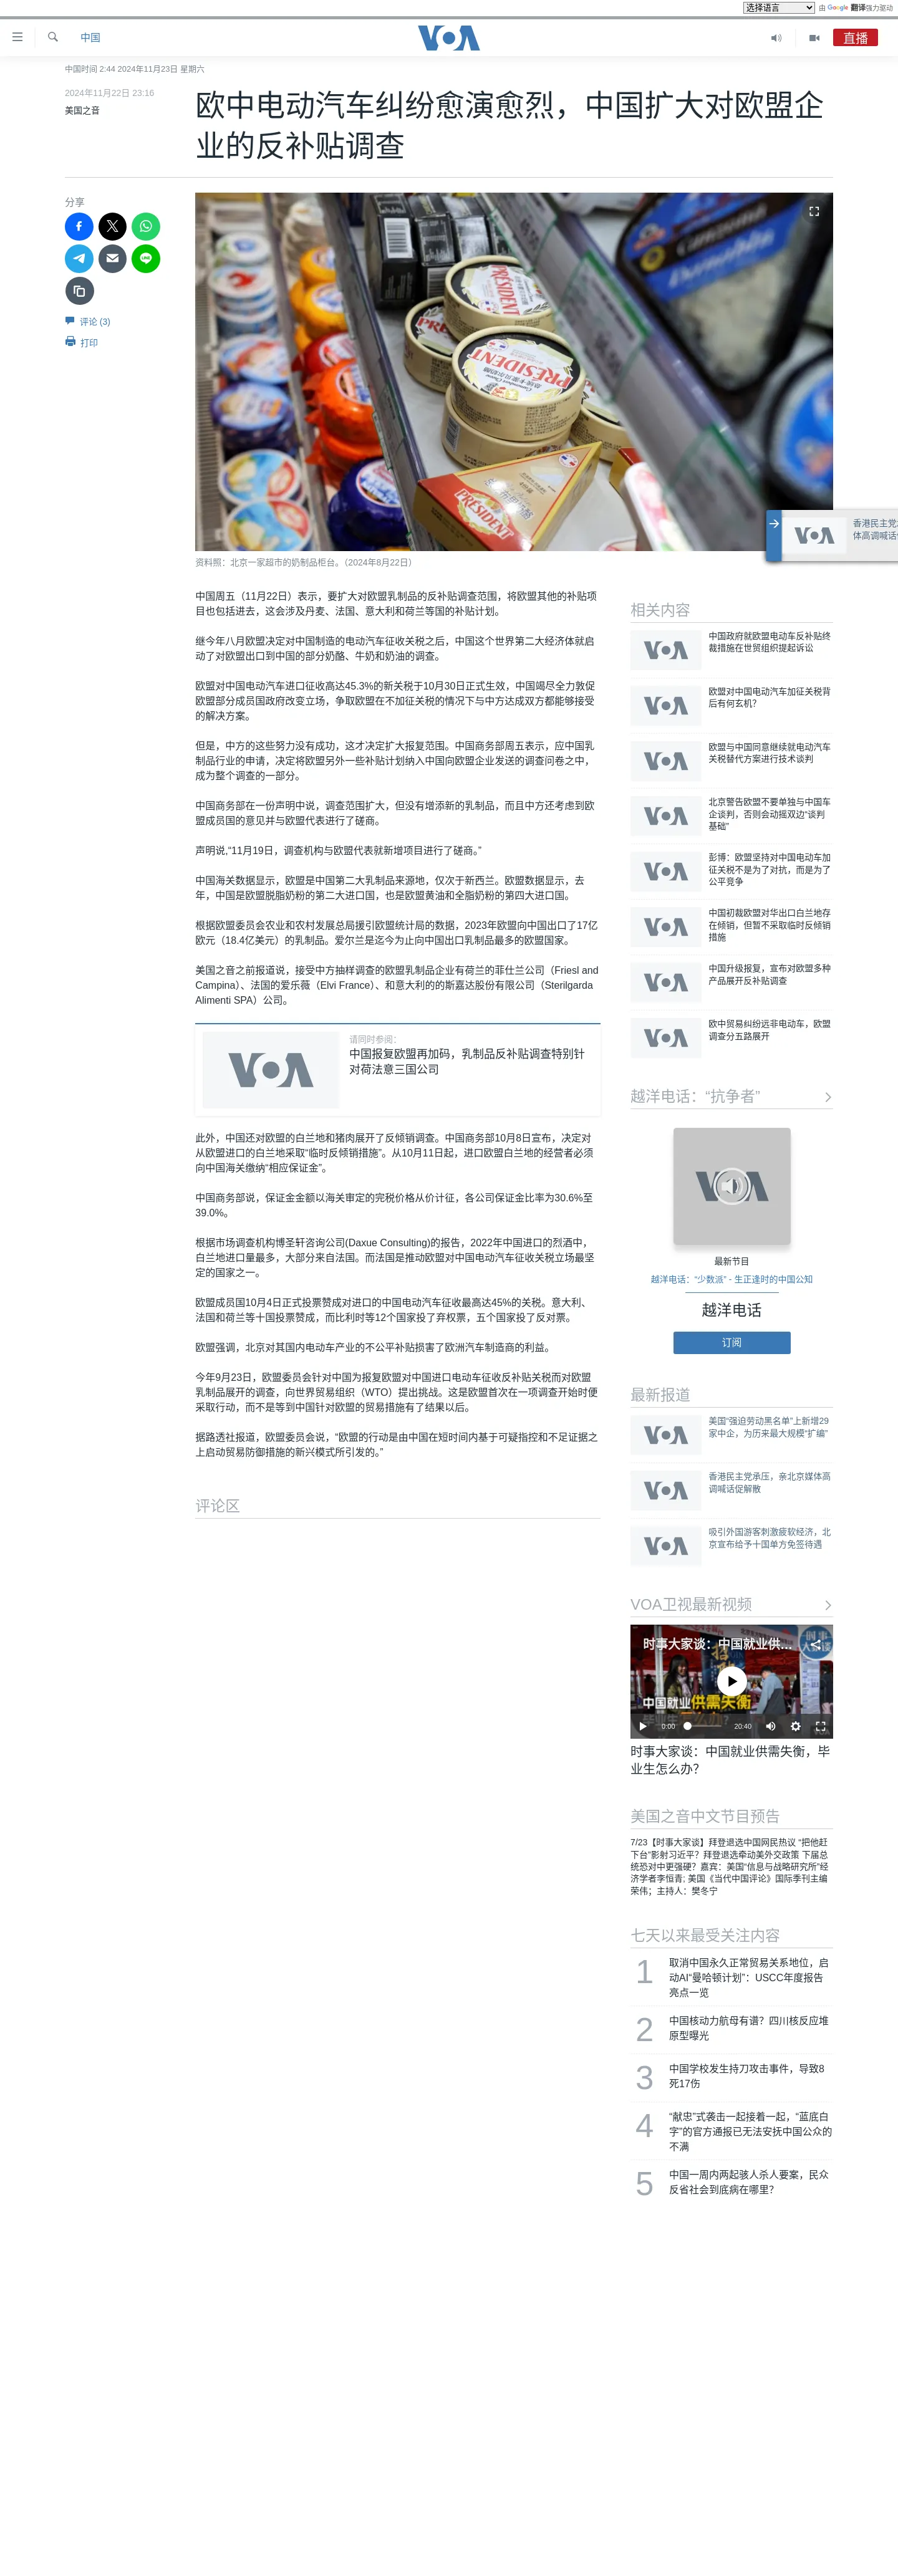 选择语言
由 Google 翻译强力驱动
中国
VOA
直播
中国时间 2:44 2024年11月23日 星期六
2024年11月22日 23:16
美国之音
欧中电动汽车纠纷愈演愈烈，中国扩大对欧盟企
业的反补贴调查
分享
评论 (3)
打印
PRESIDENT
PRESIDENT
香港民主党
体高调喊话
资料照：北京一家超市的奶制品柜台。（2024年8月22日）
中国周五（11月22日）表示，要扩大对欧盟乳制品的反补贴调查范围，将欧盟其他的补贴项
目也包括进去，这会涉及丹麦、法国、意大利和荷兰等国的补贴计划。
继今年八月欧盟决定对中国制造的电动汽车征收关税之后，中国这个世界第二大经济体就启
动了对欧盟出口到中国的部分奶酪、牛奶和奶油的调查。
欧盟对中国电动汽车进口征收高达45.3%的新关税于10月30日正式生效，中国竭尽全力敦促
欧盟部分成员国政府改变立场，争取欧盟在不加征关税的情况下与中方达成双方都能够接受
的解决方案。
但是，中方的这些努力没有成功，这才决定扩大报复范围。中国商务部周五表示，应中国乳
制品行业的申请，决定将欧盟另外一些补贴计划纳入中国向欧盟企业发送的调查问卷之中，
成为整个调查的一部分。
中国商务部在一份声明中说，调查范围扩大，但没有增添新的乳制品，而且中方还考虑到欧
盟成员国的意见并与欧盟代表进行了磋商。
声明说,“11月19日，调查机构与欧盟代表就新增项目进行了磋商。”
中国海关数据显示，欧盟是中国第二大乳制品来源地，仅次于新西兰。欧盟数据显示，去
年，中国是欧盟脱脂奶粉的第二大进口国，也是欧盟黄油和全脂奶粉的第四大进口国。
根据欧盟委员会农业和农村发展总局援引欧盟统计局的数据，2023年欧盟向中国出口了17亿
欧元（18.4亿美元）的乳制品。爱尔兰是迄今为止向中国出口乳制品最多的欧盟国家。
美国之音之前报道说，接受中方抽样调查的欧盟乳制品企业有荷兰的菲仕兰公司（Friesl and
Campina）、法国的爱乐薇（Elvi France）、和意大利的的斯嘉达股份有限公司（Sterilgarda
Alimenti SPA）公司。
VOA
请同时参阅：
中国报复欧盟再加码，乳制品反补贴调查特别针
对荷法意三国公司
此外，中国还对欧盟的白兰地和猪肉展开了反倾销调查。中国商务部10月8日宣布，决定对
从欧盟进口的白兰地采取“临时反倾销措施”。从10月11日起，进口欧盟白兰地的经营者必须
向中国海关缴纳“相应保证金”。
中国商务部说，保证金金额以海关审定的完税价格从价计征，各公司保证金比率为30.6%至
39.0%。
根据市场调查机构博圣轩咨询公司(Daxue Consulting)的报告，2022年中国进口的烈酒中，
白兰地进口量最多，大部分来自法国。而法国是推动欧盟对中国电动汽车征收关税立场最坚
定的国家之一。
欧盟成员国10月4日正式投票赞成对进口的中国电动汽车征收最高达45%的关税。意大利、
法国和荷兰等十国投票赞成，而比利时等12个国家投了弃权票，五个国家投了反对票。
欧盟强调，北京对其国内电动车产业的不公平补贴损害了欧洲汽车制造商的利益。
今年9月23日，欧盟委员会针对中国为报复欧盟对中国进口电动车征收反补贴关税而对欧盟
乳制品展开的调查，向世界贸易组织（WTO）提出挑战。这是欧盟首次在一项调查开始时便
采取行动，而不是等到中国针对欧盟的贸易措施有了结果以后。
据路透社报道，欧盟委员会说，“欧盟的行动是由中国在短时间内基于可疑指控和不足证据之
上启动贸易防御措施的新兴模式所引发的。”
评论区
相关内容
中国政府就欧盟电动车反补贴终
裁措施在世贸组织提起诉讼
欧盟对中国电动汽车加征关税背
后有何玄机？
欧盟与中国同意继续就电动汽车
关税替代方案进行技术谈判
北京警告欧盟不要单独与中国车
企谈判，否则会动摇双边“谈判
基础”
彭博：欧盟坚持对中国电动车加
征关税不是为了对抗，而是为了
公平竞争
中国初裁欧盟对华出口白兰地存
在倾销，但暂不采取临时反倾销
措施
中国升级报复，宣布对欧盟多种
产品展开反补贴调查
欧中贸易纠纷远非电动车，欧盟
调查分五路展开
越洋电话：“抗争者”
最新节目
越洋电话：“少数派” - 生正逢时的中国公知
越洋电话
订阅
最新报道
美国“强迫劳动黑名单”上新增29
家中企，为历来最大规模“扩编”
香港民主党承压，亲北京媒体高
调喊话促解散
吸引外国游客刺激疲软经济，北
京宣布给予十国单方免签待遇
VOA卫视最新视频
时事大家谈：中国就业供...
中国就业供需失衡
0:00
20:40
时事大家谈：中国就业供需失衡，毕
业生怎么办？
美国之音中文节目预告
7/23【时事大家谈】拜登退选中国网民热议 “把他赶
下台”影射习近平？拜登退选牵动美外交政策 下届总
统恐对中更强硬？嘉宾：美国“信息与战略研究所”经
济学者李恒青; 美国《当代中国评论》国际季刊主编
荣伟；主持人：樊冬宁
七天以来最受关注内容
1
取消中国永久正常贸易关系地位，启
动AI“曼哈顿计划”：USCC年度报告
亮点一览
2
中国核动力航母有谱？四川核反应堆
原型曝光
3
中国学校发生持刀攻击事件，导致8
死17伤
4
“献忠”式袭击一起接着一起，“蓝底白
字”的官方通报已无法安抚中国公众的
不满
5
中国一周内两起骇人杀人要案，民众
反省社会到底病在哪里？